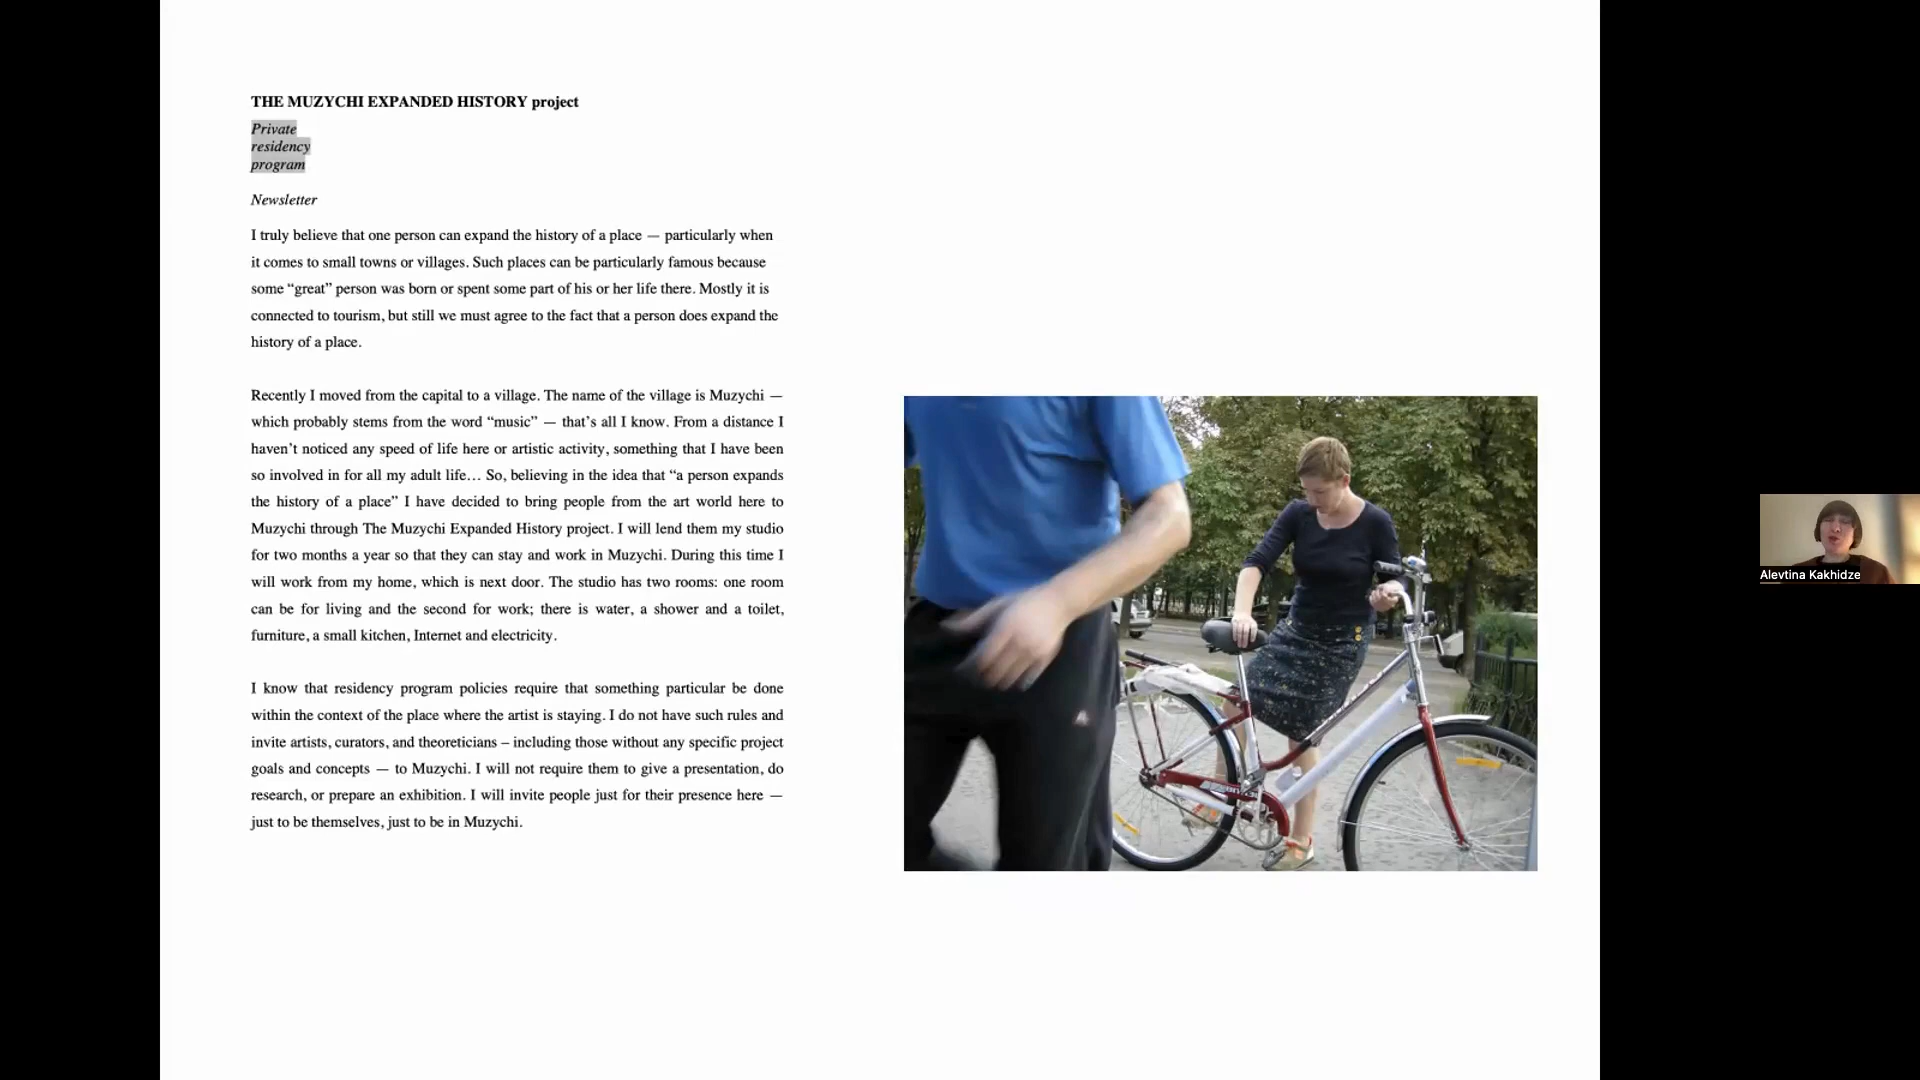 THE MUZYCHI EXPANDED HISTORY project
Private
residency
program
Newsletter
I truly believe that one person can expand the history of a place — particularly when
it comes to small towns or villages. Such places can be particularly famous because
some “great” person was born or spent some part of his or her life there. Mostly it is
connected to tourism, but still we must agree to the fact that a person does expand the
history of a place.
Recently I moved from the capital to a village. The name of the village is Muzychi —
which probably stems from the word “music” — that’s all I know. From a distance I
haven’t noticed any speed of life here or artistic activity, something that I have been
so involved in for all my adult life… So, believing in the idea that “a person expands
the history of a place” I have decided to bring people from the art world here to
Muzychi through The Muzychi Expanded History project. I will lend them my studio
for two months a year so that they can stay and work in Muzychi. During this time I
will work from my home, which is next door. The studio has two rooms: one room
can be for living and the second for work; there is water, a shower and a toilet,
furniture, a small kitchen, Internet and electricity.
I know that residency program policies require that something particular be done
within the context of the place where the artist is staying. I do not have such rules and
invite artists, curators, and theoreticians – including those without any specific project
goals and concepts — to Muzychi. I will not require them to give a presentation, do
research, or prepare an exhibition. I will invite people just for their presence here —
just to be themselves, just to be in Muzychi.
Alevtina Kakhidze